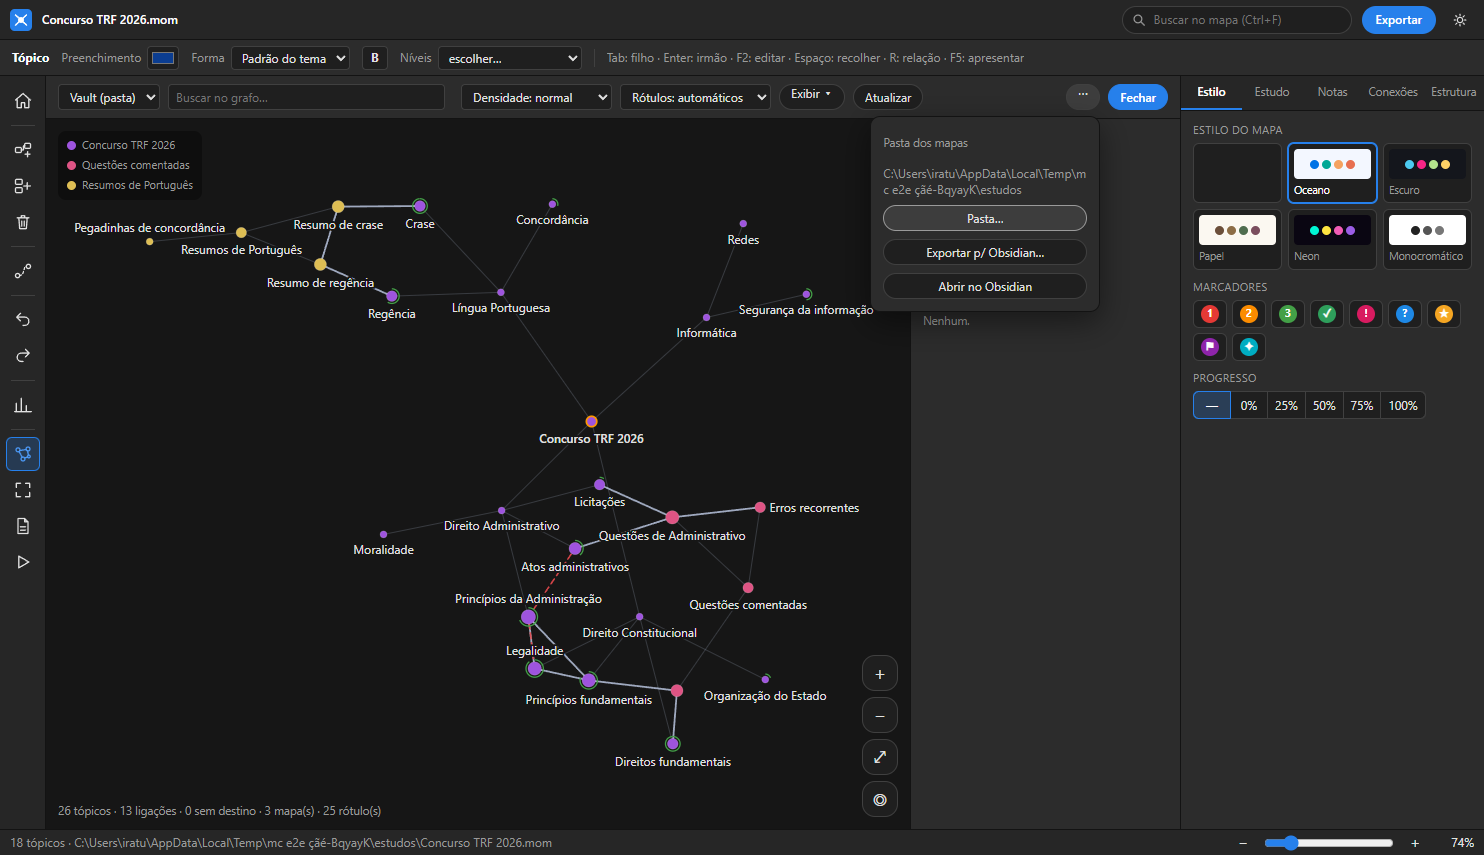 Concurso TRF 2026.mom
Buscar no mapa (Ctrl+F)
Exportar
Tópico
Preenchimento
Forma
Padrão do tema
B
Níveis
escolher...
Tab: filho · Enter: irmão · F2: editar · Espaço: recolher · R: relação · F5: apresentar
Vault (pasta)
Buscar no grafo...
Densidade: normal
Rótulos: automáticos
Exibir
Atualizar
...
Fechar
Concurso TRF 2026
Questões comentadas
Resumos de Português
Pasta dos mapas
C:\Users\iratu\AppData\Local\Temp\m
c e2e çãé-BqyayK\estudos
Pasta...
Exportar p/ Obsidian...
Abrir no Obsidian
Nenhum.
Pegadinhas de concordância
Resumos de Português
Resumo de crase
Crase
Concordância
Resumo de regência
Regência
Língua Portuguesa
Redes
Segurança da informação
Informática
Concurso TRF 2026
Licitações
Direito Administrativo
Erros recorrentes
Questões de Administrativo
Moralidade
Atos administrativos
Princípios da Administração
Questões comentadas
Direito Constitucional
Legalidade
Princípios fundamentais
Organização do Estado
Direitos fundamentais
+
−
26 tópicos · 13 ligações · 0 sem destino · 3 mapa(s) · 25 rótulo(s)
Estilo
Estudo
Notas
Conexões
Estrutura
ESTILO DO MAPA
Oceano
Escuro
Papel
Neon
Monocromático
MARCADORES
1
2
3
!
?
PROGRESSO
—
0%
25%
50%
75%
100%
18 tópicos · C:\Users\iratu\AppData\Local\Temp\mc e2e çãé-BqyayK\estudos\Concurso TRF 2026.mom
−
+
74%